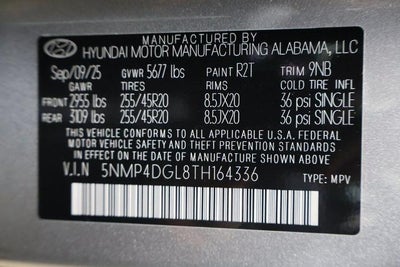 MANUFACTURED BY
HYUNDAI MOTOR MANUFACTURING ALABAMA, LLC
Sep/09/25 GVWR 5677 lbs PAINT R2T TRIM 9NB
GAWR TIRES RIMS COLD TIRE INFL
FRONT 2955 lbs 255/45R20 8.5JX20 36 psi SINGLE
REAR 3109 lbs 255/45R20 8.5JX20 36 psi SINGLE
THIS VEHICLE CONFORMS TO ALL APPLICABLE U.S.A. FEDERAL
MOTOR VEHICLE SAFETY AND THEFT PREVENTION STANDARDS
IN EFFECT ON THE DATE OF MANUFACTURE SHOWN ABOVE
V.I.N 5NMP4DGL8TH164336 TYPE: MPV